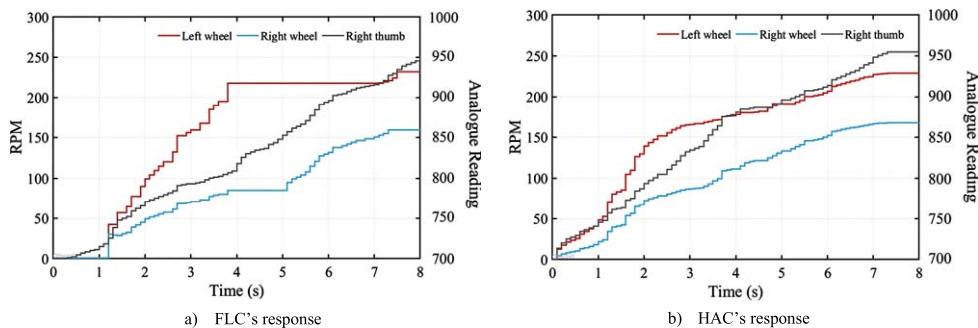 300
250
200
150
100
50
0
RPM
Left wheel Right wheel Right thumb
1000
950
900
850
800
750
700
Analogue Reading
0 1 2 3 4 5 6 7 8
Time (s)
a) FLC's response
300
250
200
150
100
50
0
RPM
Left wheel Right wheel Right thumb
1000
950
900
850
800
750
700
Analogue Reading
0 1 2 3 4 5 6 7 8
Time (s)
b) HAC's response